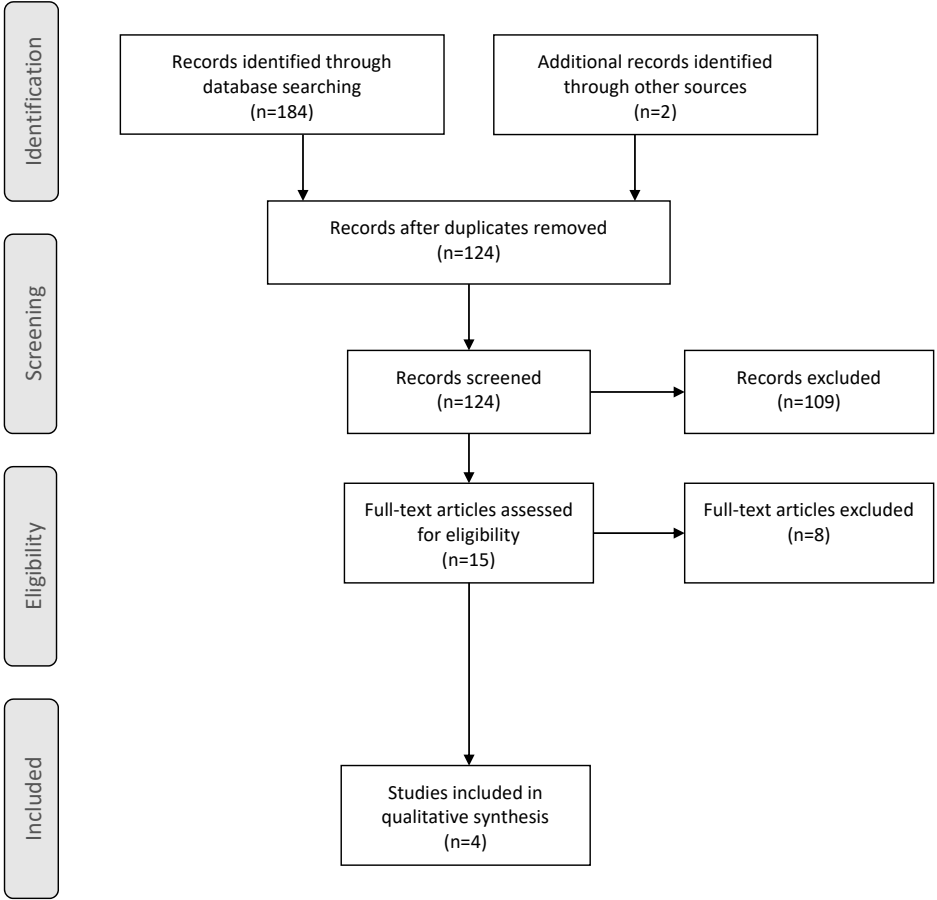 Identification
Records identified through
database searching
(n=184)
Additional records identified
through other sources
(n=2)
Records after duplicates removed
(n=124)
Screening
Records screened
(n=124)
Records excluded
(n=109)
Eligibility
Full-text articles assessed
for eligibility
(n=15)
Full-text articles excluded
(n=8)
Included
Studies included in
qualitative synthesis
(n=4)